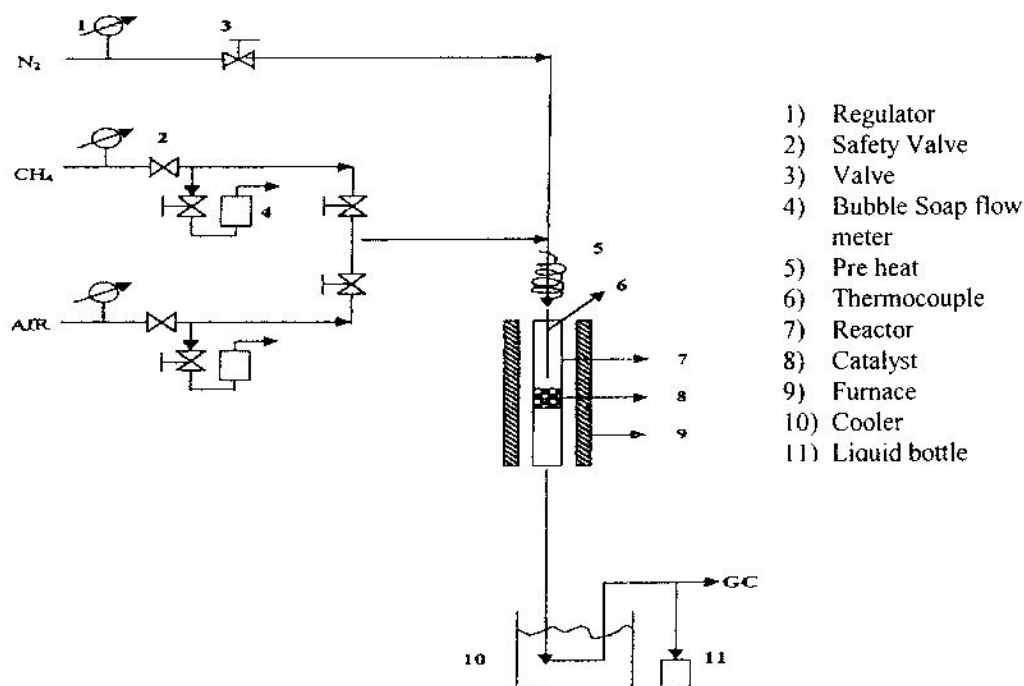 1
3
N₂
2
CH₄
4
5
6
AIR
7
8
9
GC
10
11
1) Regulator
2) Safety Valve
3) Valve
4) Bubble Soap flow
meter
5) Pre heat
6) Thermocouple
7) Reactor
8) Catalyst
9) Furnace
10) Cooler
11) Liquid bottle